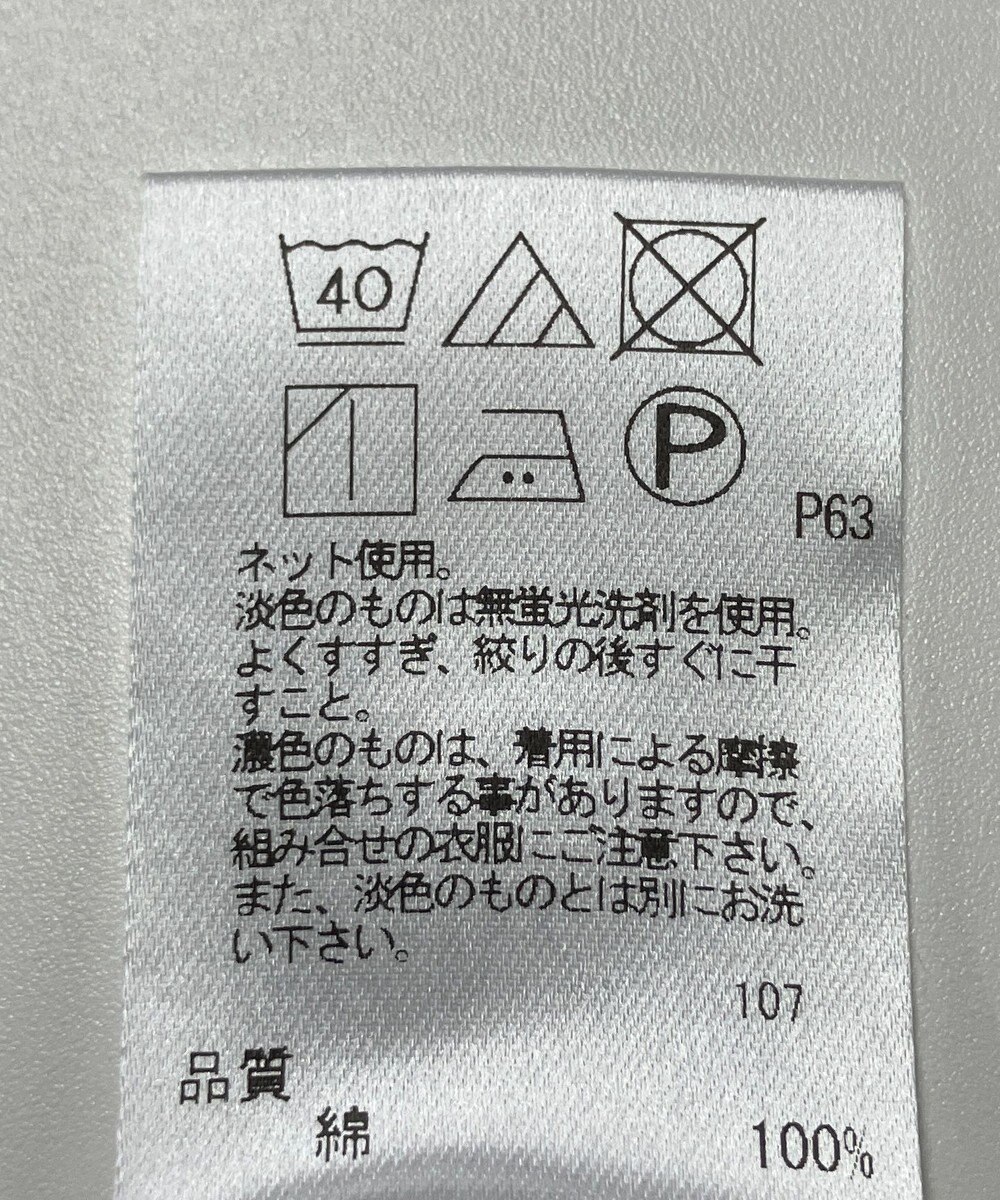 40
P
P63
ネット使用。
淡色のものは無蛍光洗剤を使用。
よくすすぎ、絞りの後すぐに干
すこと。
濃色のものは、着用による摩擦
で色落ちする事がありますので、
組み合せの衣服にご注意下さい。
また、淡色のものとは別にお洗
い下さい。
107
品質
綿 100%